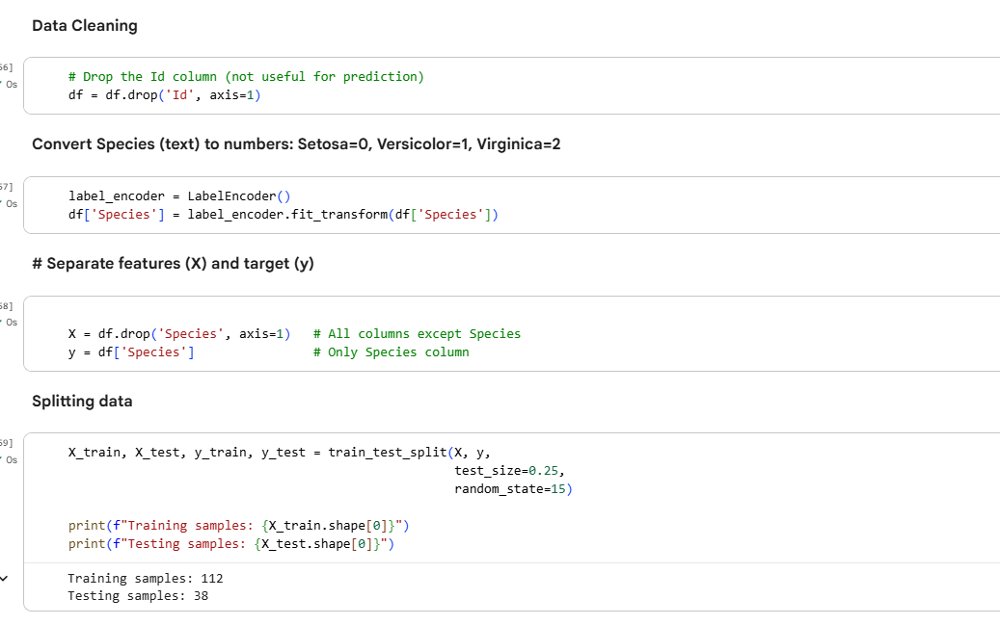 Data Cleaning
56]
0s
# Drop the Id column (not useful for prediction)
df = df.drop('Id', axis=1)
Convert Species (text) to numbers: Setosa=0, Versicolor=1, Virginica=2
57]
0s
label_encoder = LabelEncoder()
df['Species'] = label_encoder.fit_transform(df['Species'])
# Separate features (X) and target (y)
58]
0s
X = df.drop('Species', axis=1)   # All columns except Species
y = df['Species']                # Only Species column
Splitting data
59]
0s
X_train, X_test, y_train, y_test = train_test_split(X, y,
test_size=0.25,
random_state=15)
print(f"Training samples: {X_train.shape[0]}")
print(f"Testing samples: {X_test.shape[0]}")
Training samples: 112
Testing samples: 38